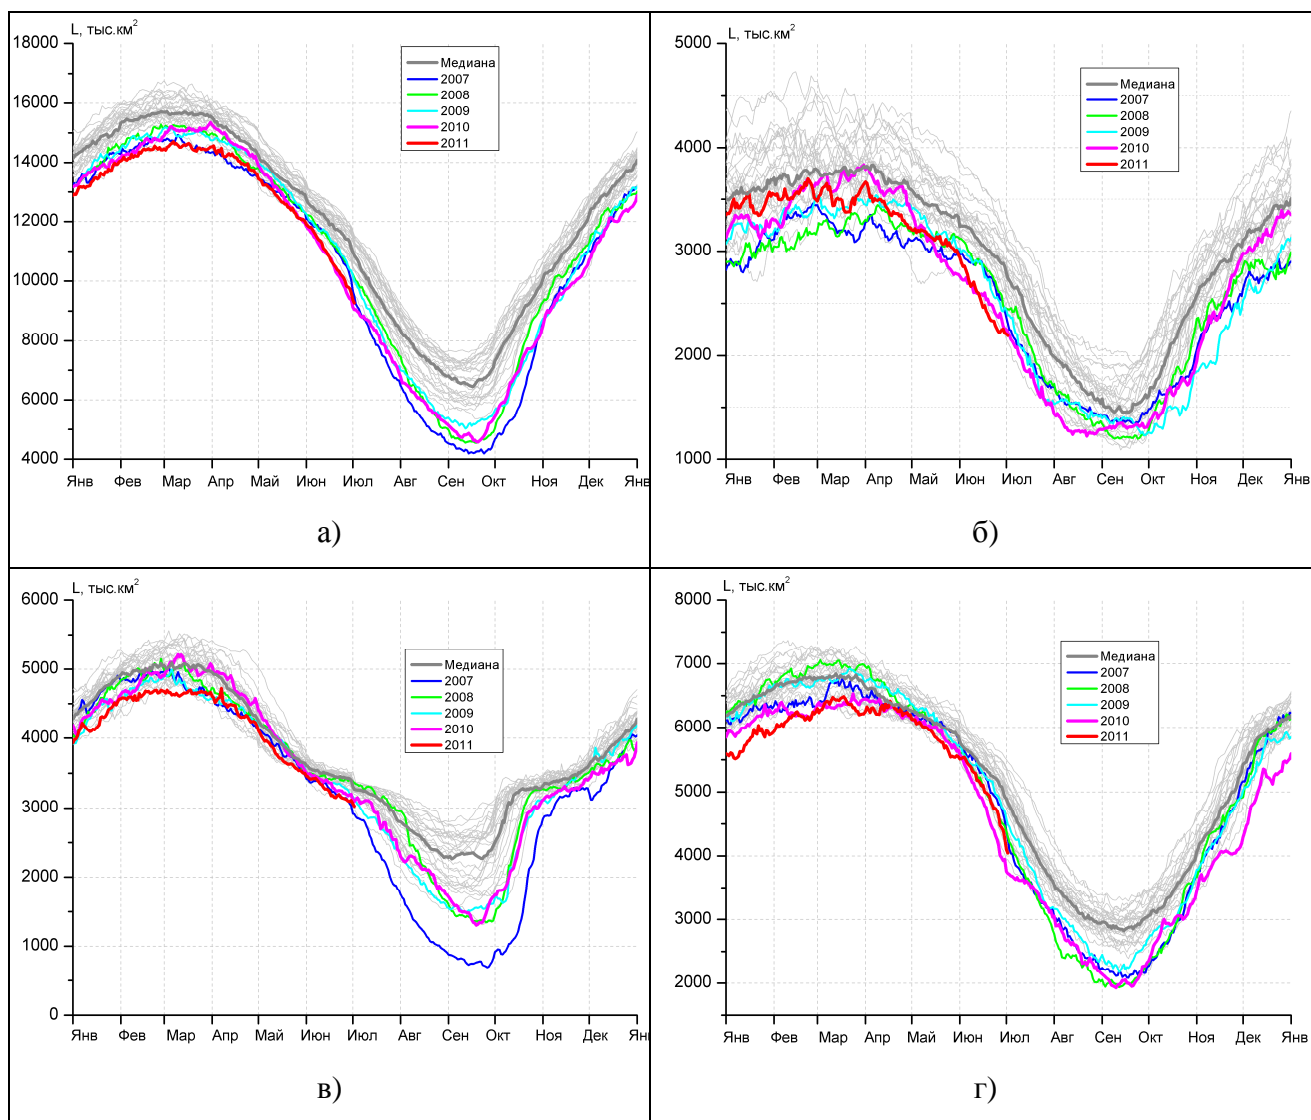 L, тыс.км²
18000
16000
14000
12000
10000
8000
6000
4000
Медиана
2007
2008
2009
2010
2011
Янв Фев Мар Апр Май Июн Июл Авг Сен Окт Ноя Дек Янв
а)
L, тыс.км²
5000
4000
3000
2000
1000
Медиана
2007
2008
2009
2010
2011
Янв Фев Мар Апр Май Июн Июл Авг Сен Окт Ноя Дек Янв
б)
L, тыс.км²
6000
5000
4000
3000
2000
1000
0
Медиана
2007
2008
2009
2010
2011
Янв Фев Мар Апр Май Июн Июл Авг Сен Окт Ноя Дек Янв
в)
L, тыс.км²
8000
7000
6000
5000
4000
3000
2000
Медиана
2007
2008
2009
2010
2011
Янв Фев Мар Апр Май Июн Июл Авг Сен Окт Ноя Дек Янв
г)